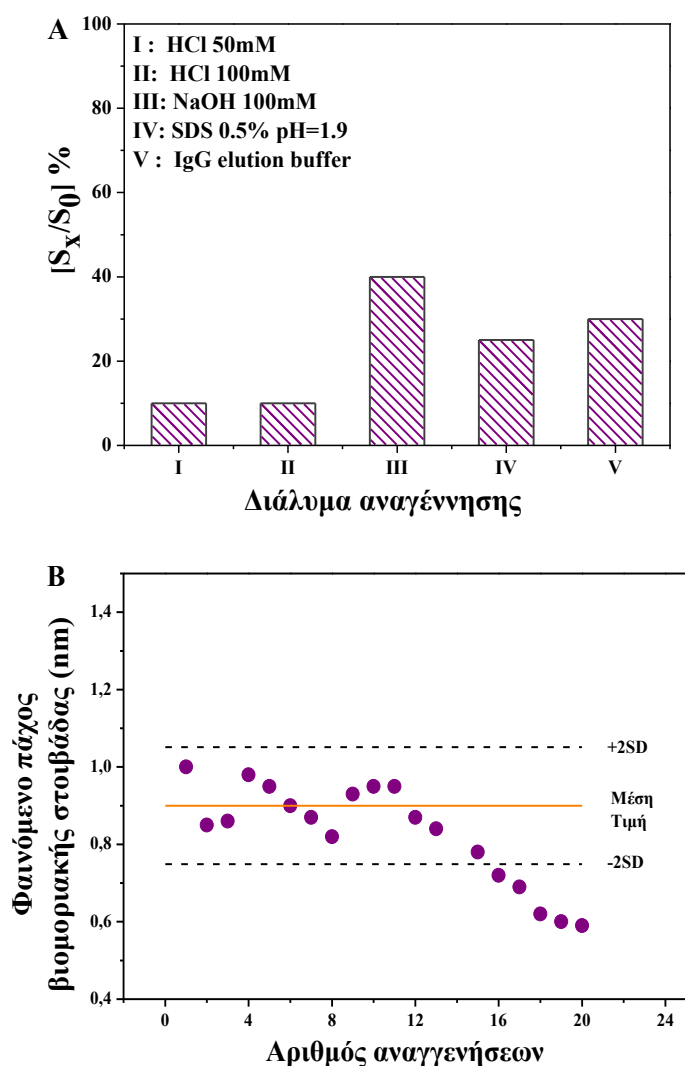 A
I : HCl 50mM
II: HCl 100mM
III: NaOH 100mM
IV: SDS 0.5% pH=1.9
V : IgG elution buffer
[Sx/S0] %
100
80
60
40
20
0
I II III IV V
Διάλυμα αναγέννησης
B
Φαινόμενο πάχος
βιομοριακής στοιβάδας (nm)
1,4
1,2
1,0
0,8
0,6
0,4
+2SD
Μέση
Τιμή
-2SD
0 4 8 12 16 20 24
Αριθμός αναγγενήσεων